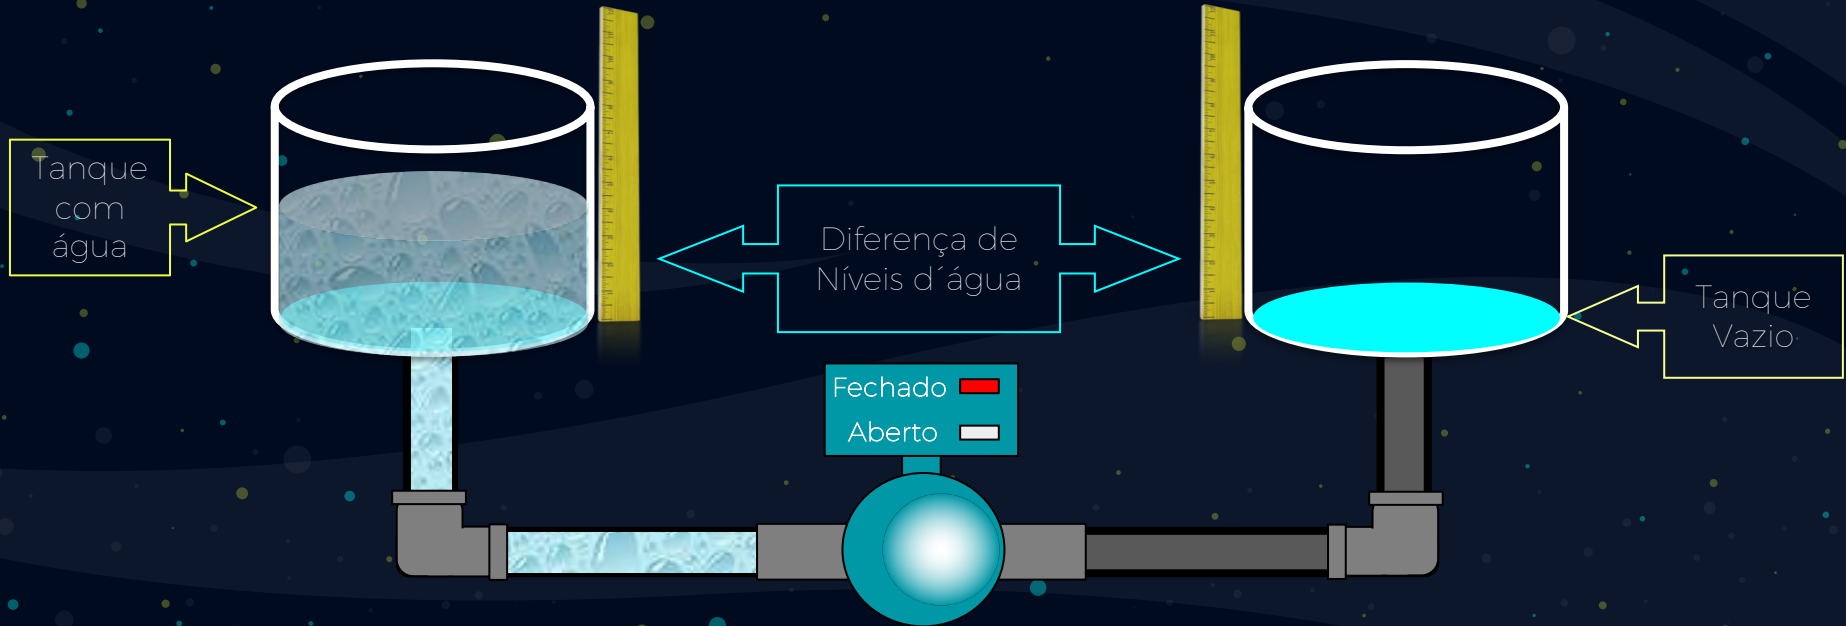 Tanque
com
água
Diferença de
Níveis d´água
Tanque
Vazio
Fechado
Aberto